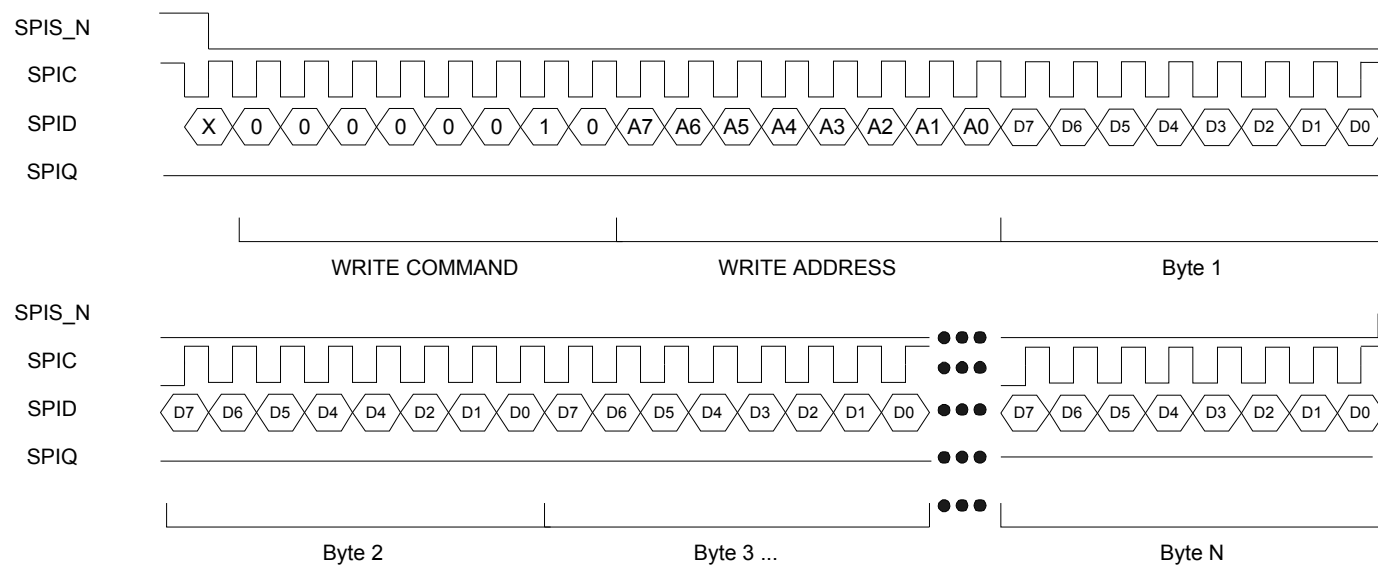 SPIS_N
SPIC
SPID X 0 0 0 0 0 0 1 0 A7 A6 A5 A4 A3 A2 A1 A0 D7 D6 D5 D4 D3 D2 D1 D0
SPIQ
WRITE COMMAND WRITE ADDRESS Byte 1
SPIS_N
SPIC
SPID D7 D6 D5 D4 D4 D2 D1 D0 D7 D6 D5 D4 D3 D2 D1 D0 D7 D6 D5 D4 D3 D2 D1 D0
SPIQ
Byte 2 Byte 3 ... Byte N